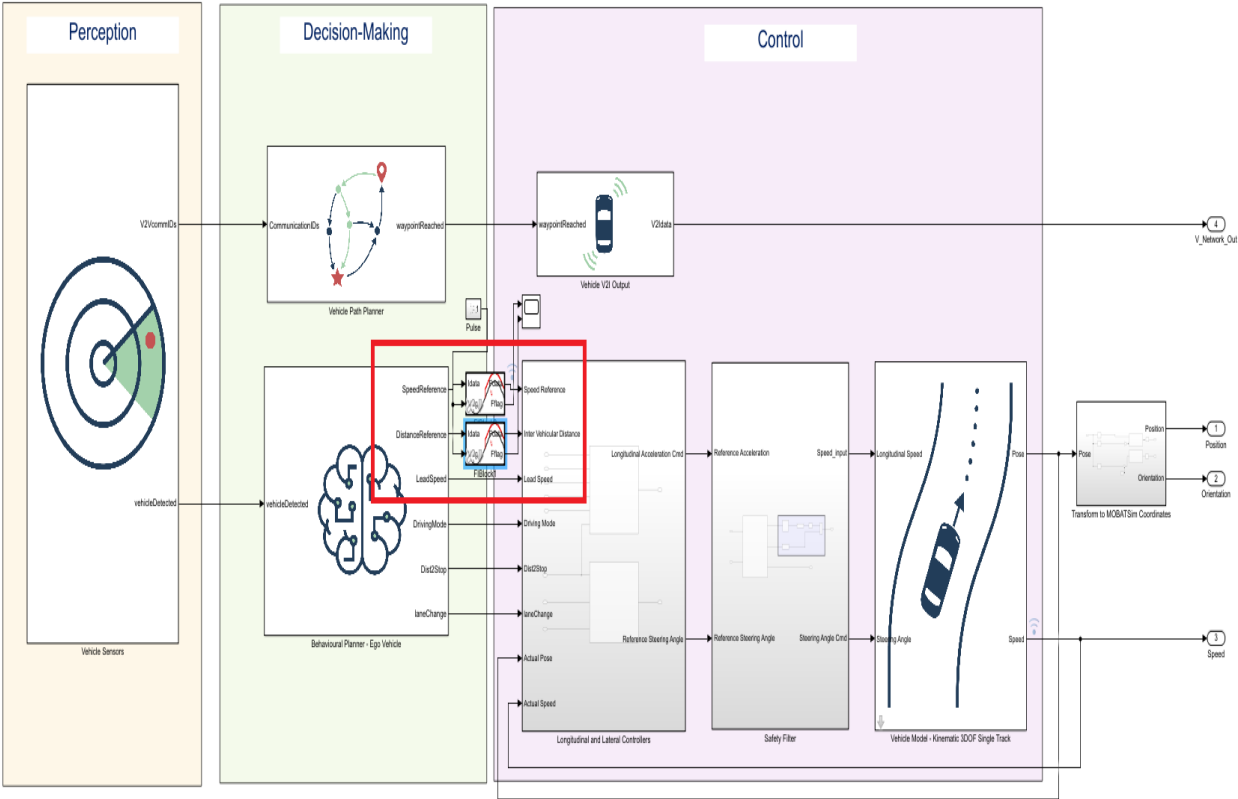 Perception
Decision-Making
Control
V2VcommIDs
CommunicationIDs
waypointReached
waypointReached
V2Idata
4
V_Network_Out
Vehicle Path Planner
Vehicle V2I Output
Pulse
SpeedReference
Idata
Fdata
Fflag
Speed Reference
DistanceReference
Idata
Fdata
Fflag
Inter Vehicular Distance
FIBlock1
LeadSpeed
Lead Speed
Longitudinal Acceleration Cmd
Reference Acceleration
Speed_input
Longitudinal Speed
Pose
Pose
Position
1
Position
Orientation
2
Orientation
Transform to MOBATSim Coordinates
vehicleDetected
vehicleDetected
DrivingMode
Driving Mode
Dist2Stop
Dist2Stop
laneChange
laneChange
Reference Steering Angle
Reference Steering Angle
Steering Angle Cmd
Steering Angle
Speed
3
Speed
Vehicle Sensors
Behavioural Planner - Ego Vehicle
Actual Pose
Actual Speed
Longitudinal and Lateral Controllers
Safety Filter
Vehicle Model - Kinematic 3DOF Single Track